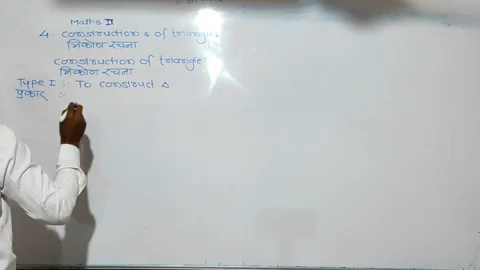 Maths II
4. Constructions of triangles
त्रिकोण रचना
construction of triangle
त्रिकोण रचना
Type I :- To construct △
प्रकार :-